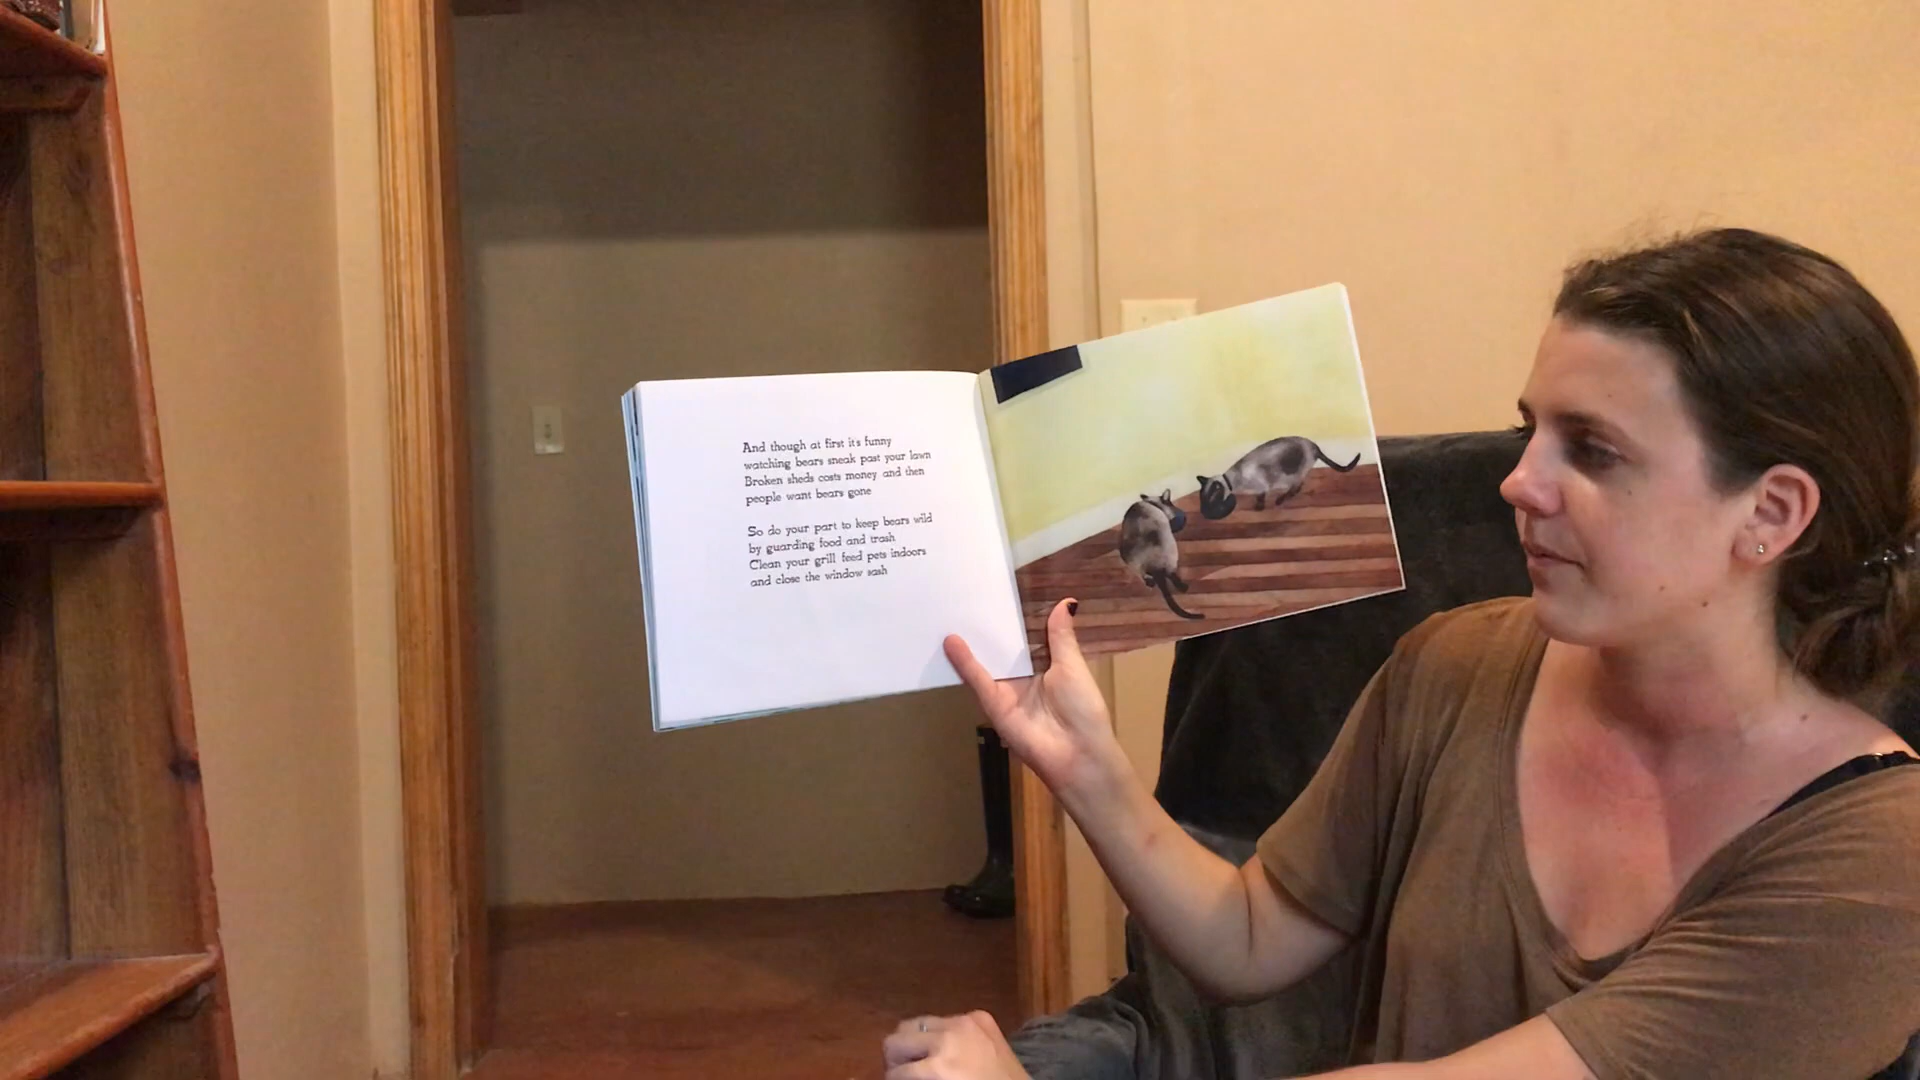 And though at first it's funny
watching bears sneak past your lawn
Broken sheds costs money and then
people want bears gone
So do your part to keep bears wild
by guarding food and trash
Clean your grill feed pets indoors
and close the window sash